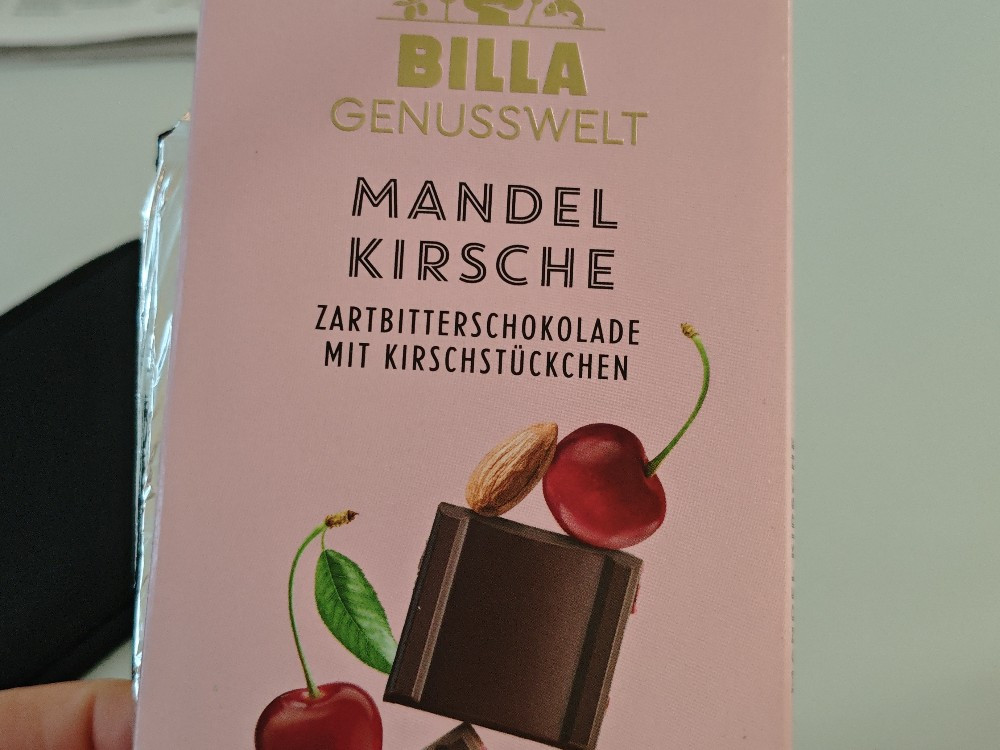 BILLA
GENUSSWELT
MANDEL
KIRSCHE
ZARTBITTERSCHOKOLADE
MIT KIRSCHSTÜCKCHEN